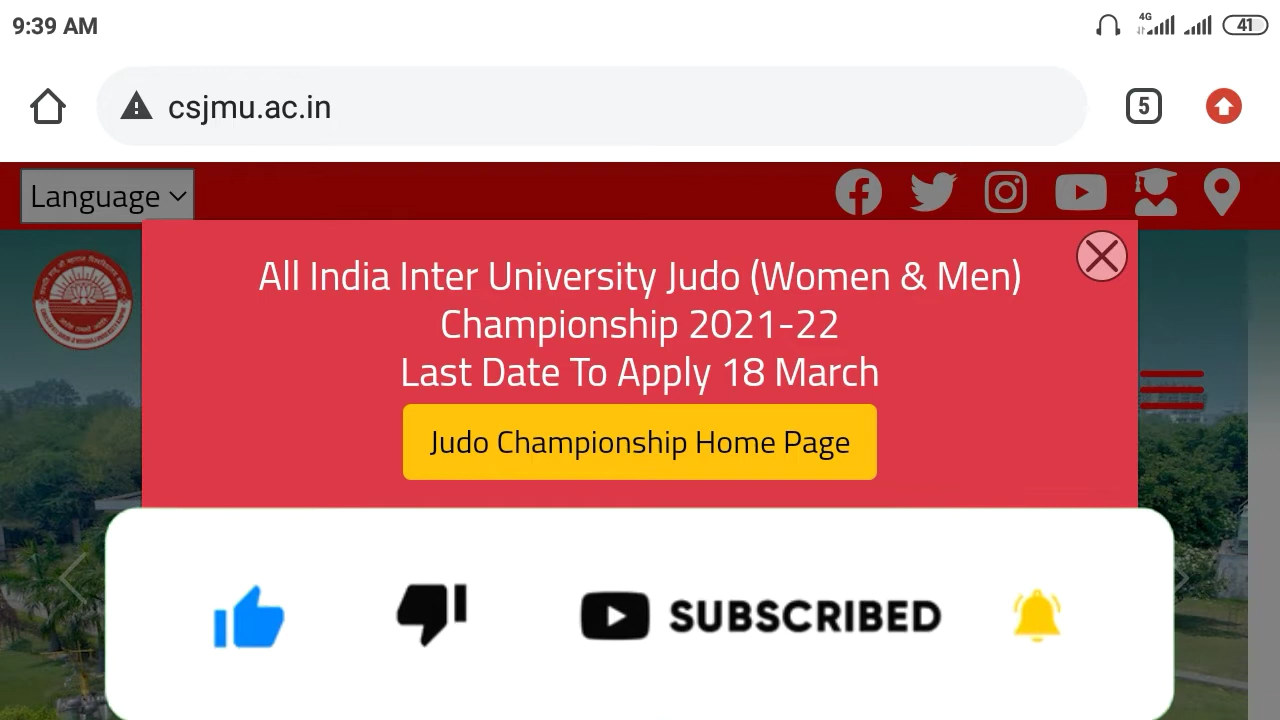 9:39 AM
4G
41
csjmu.ac.in
5
Language
All India Inter University Judo (Women & Men)
Championship 2021-22
Last Date To Apply 18 March
Judo Championship Home Page
SUBSCRIBED